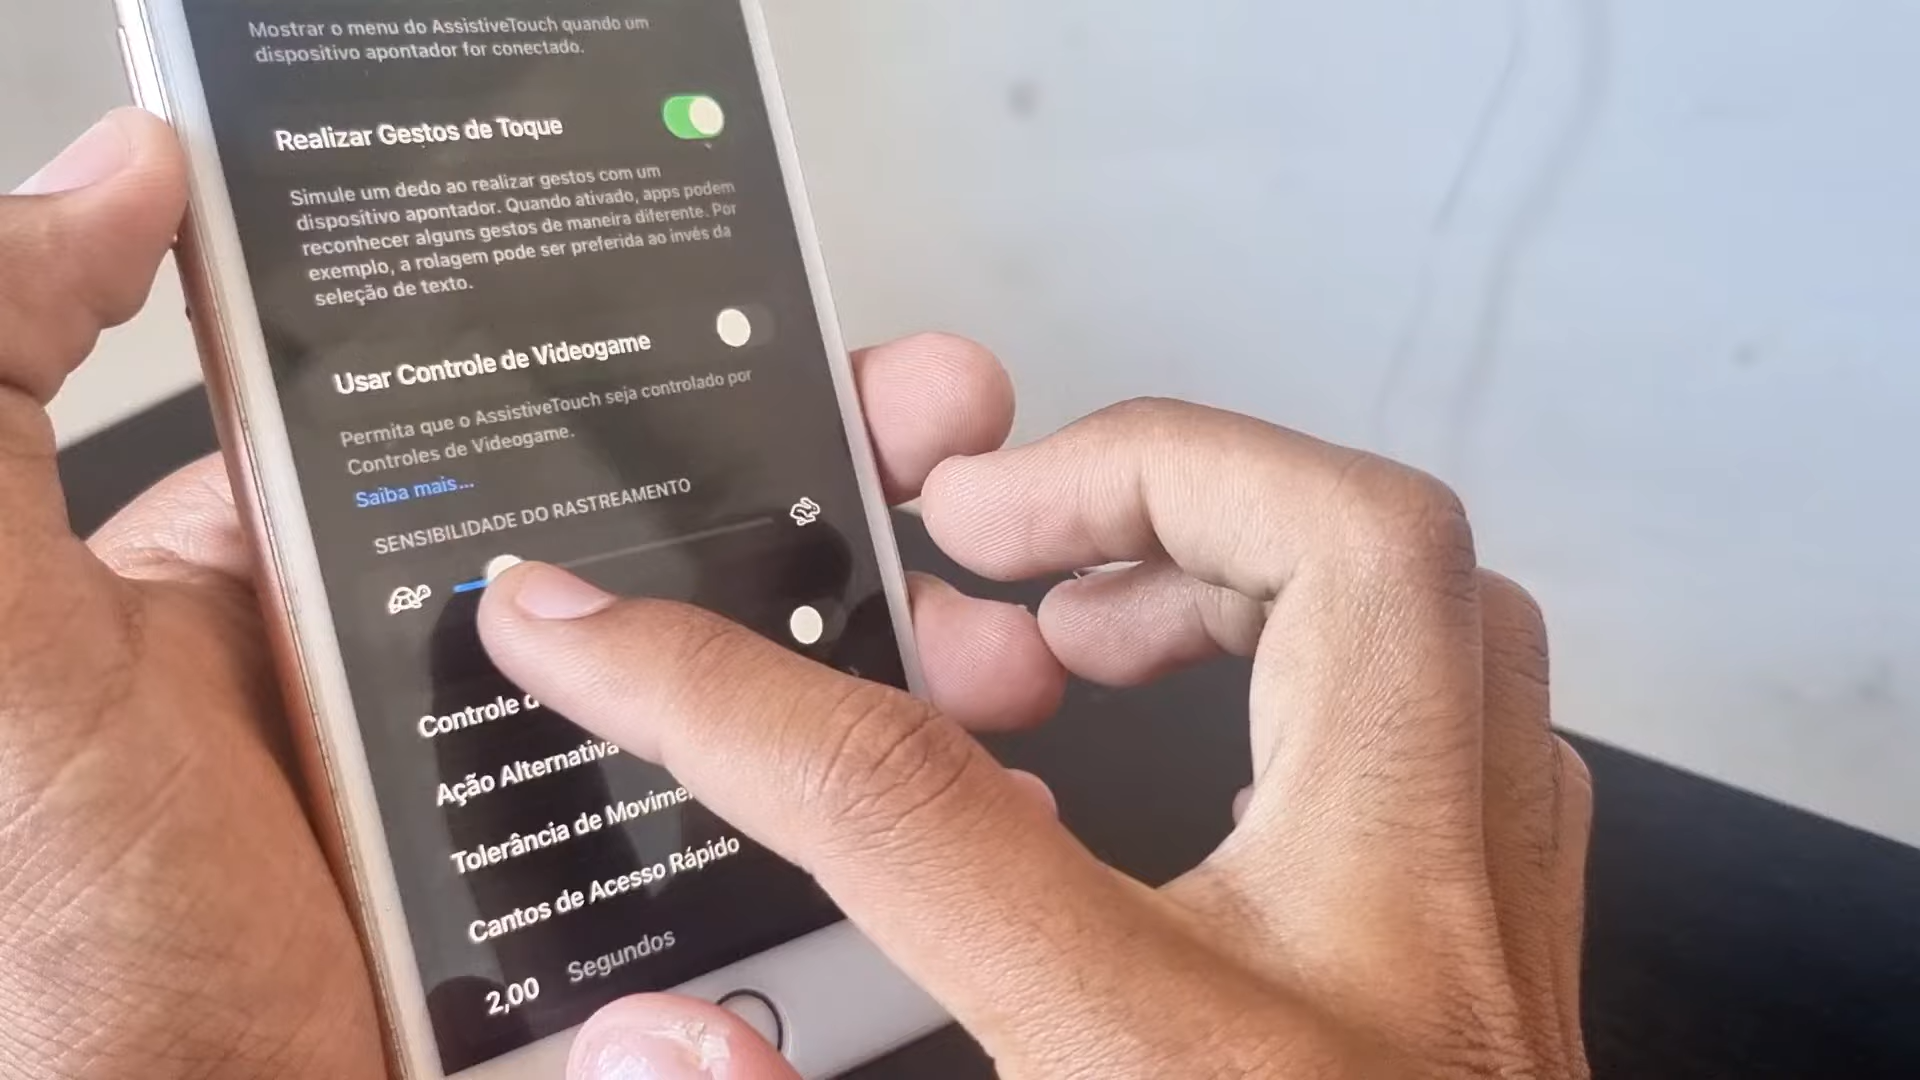 Mostrar o menu do AssistiveTouch quando um
dispositivo apontador for conectado.
Realizar Gestos de Toque
Simule um dedo ao realizar gestos com um
dispositivo apontador. Quando ativado, apps podem
reconhecer alguns gestos de maneira diferente. Por
exemplo, a rolagem pode ser preferida ao invés da
seleção de texto.
Usar Controle de Videogame
Permita que o AssistiveTouch seja controlado por
Controles de Videogame.
Saiba mais...
SENSIBILIDADE DO RASTREAMENTO
Controle
Ação Alternativa
Tolerância de
Cantos de Acesso Rápido
2,00 Segundos